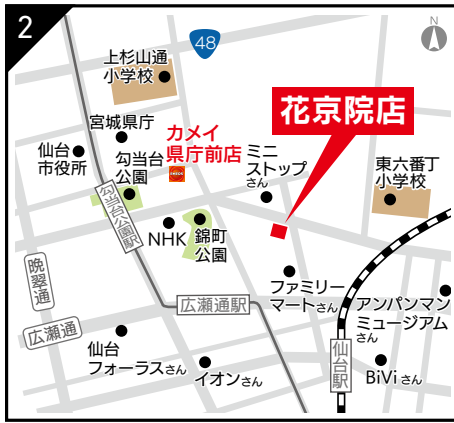 2
N
48
上杉山通
小学校
花京院店
宮城県庁
カメイ
県庁前店
仙台
市役所
勾当台
公園
ミニ
ストップ
さん
東六番丁
小学校
勾当台公園駅
NHK
錦町
公園
晩翠通
ファミリー
マートさん
広瀬通駅
アンパンマン
ミュージアム
さん
広瀬通
仙台
フォーラスさん
イオンさん
仙台駅
BiViさん